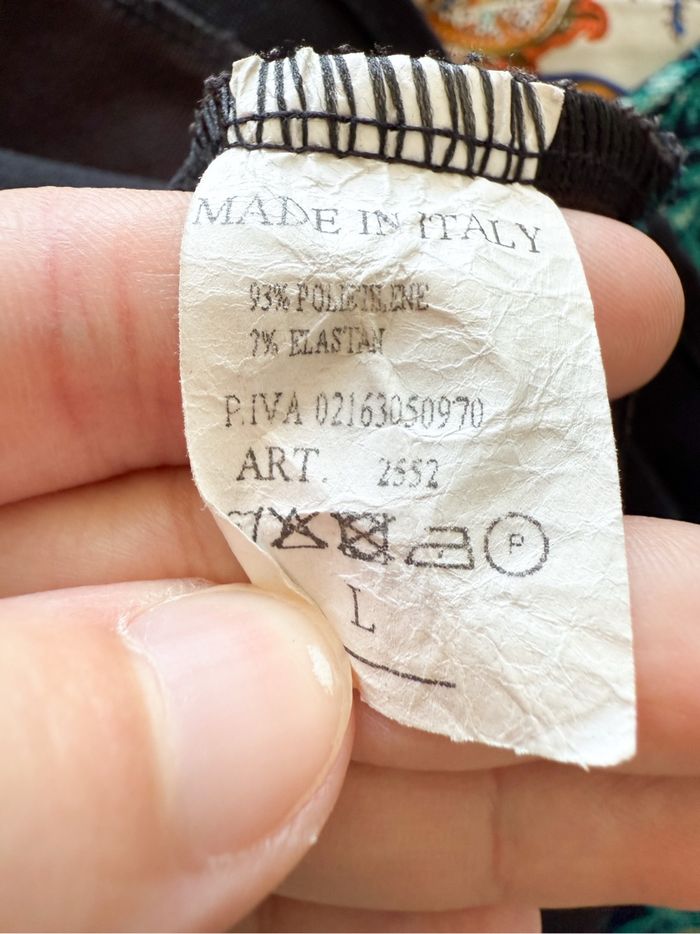 MADE IN ITALY
93% POLIETILENE
7% ELASTAN
P.IVA 02163050970
ART. 2552
P
L